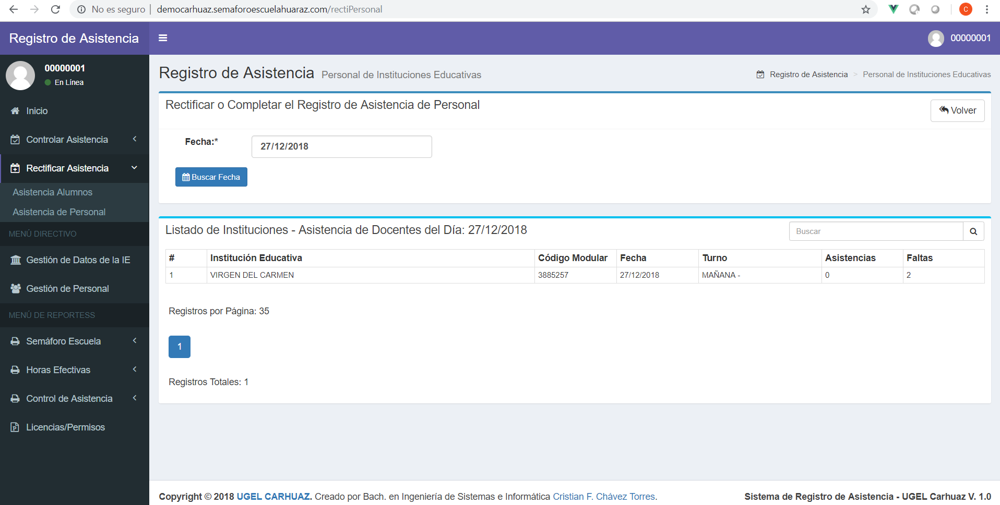 No es seguro | democarhuaz.semaforoescuelahuaraz.com/rectiPersonal
C
Registro de Asistencia
00000001
00000001
En Línea
Inicio
Controlar Asistencia
Rectificar Asistencia
Asistencia Alumnos
Asistencia de Personal
MENÚ DIRECTIVO
Gestión de Datos de la IE
Gestión de Personal
MENÚ DE REPORTESS
Semáforo Escuela
Horas Efectivas
Control de Asistencia
Licencias/Permisos
Registro de Asistencia Personal de Instituciones Educativas
Registro de Asistencia > Personal de Instituciones Educativas
Rectificar o Completar el Registro de Asistencia de Personal
Volver
Fecha:* 27/12/2018
Buscar Fecha
Listado de Instituciones - Asistencia de Docentes del Día: 27/12/2018
Buscar
# Institución Educativa Código Modular Fecha Turno Asistencias Faltas
1 VIRGEN DEL CARMEN 3885257 27/12/2018 MAÑANA - 0 2
Registros por Página: 35
1
Registros Totales: 1
Copyright © 2018 UGEL CARHUAZ. Creado por Bach. en Ingeniería de Sistemas e Informática Cristian F. Chávez Torres.
Sistema de Registro de Asistencia - UGEL Carhuaz V. 1.0